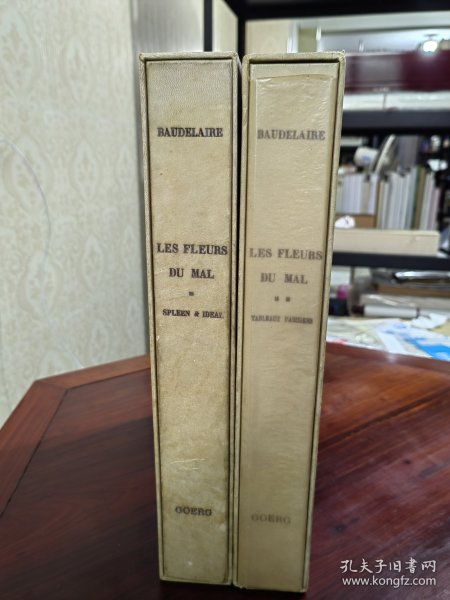 BAUDELAIRE
LES FLEURS
DU MAL
*
SPLEEN & IDEAL
GOERG
BAUDELAIRE
LES FLEURS
DU MAL
* *
TABLEAUX PARISIENS
GOERG
孔夫子旧书网
www.kongfz.com